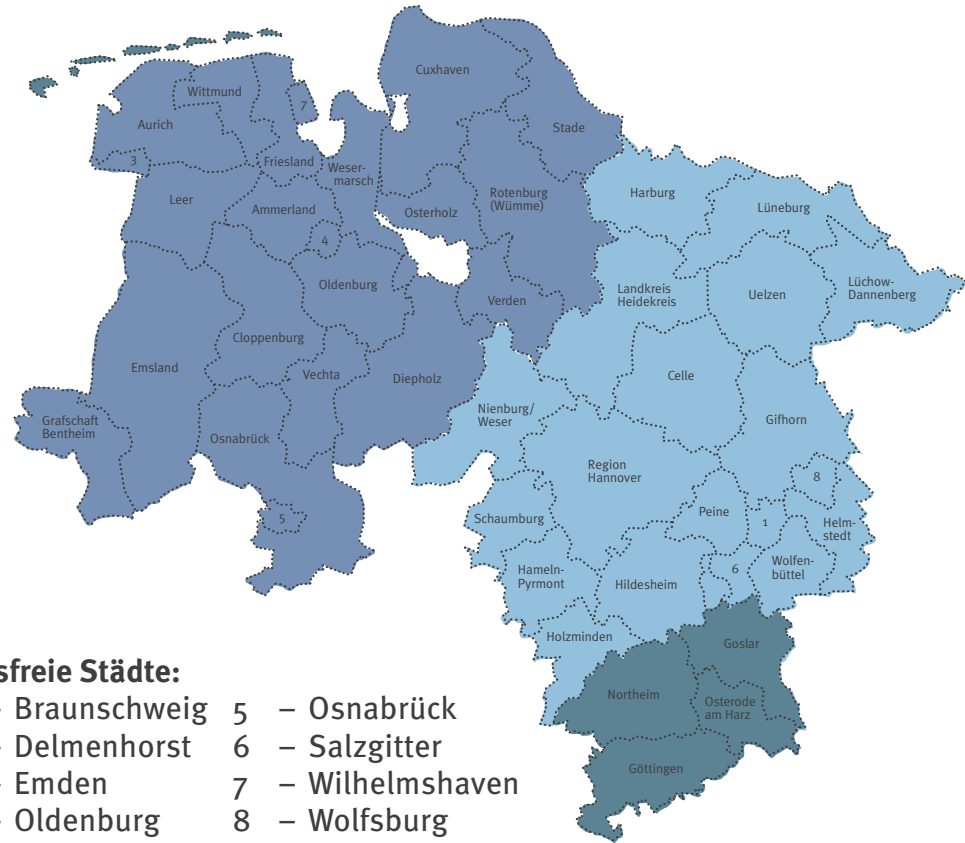 Cuxhaven
Wittmund
7
Aurich
Stade
3
Friesland
Weser-
marsch
Harburg
Rotenburg
(Wümme)
Leer
Ammerland
Osterholz
Lüneburg
4
Oldenburg
Landkreis
Heidekreis
Uelzen
Lüchow-
Dannenberg
Verden
Cloppenburg
Emsland
Vechta
Diepholz
Celle
Nienburg/
Weser
Grafschaft
Bentheim
Osnabrück
Gifhorn
Region
Hannover
8
Schaumburg
Peine
1
Helm-
stedt
5
Hameln-
Pyrmont
Hildesheim
6
Wolfen-
büttel
Holzminden
Goslar
Northeim
Osterode
am Harz
Göttingen
sfreie Städte:
– Braunschweig 5 – Osnabrück
– Delmenhorst 6 – Salzgitter
– Emden 7 – Wilhelmshaven
– Oldenburg 8 – Wolfsburg